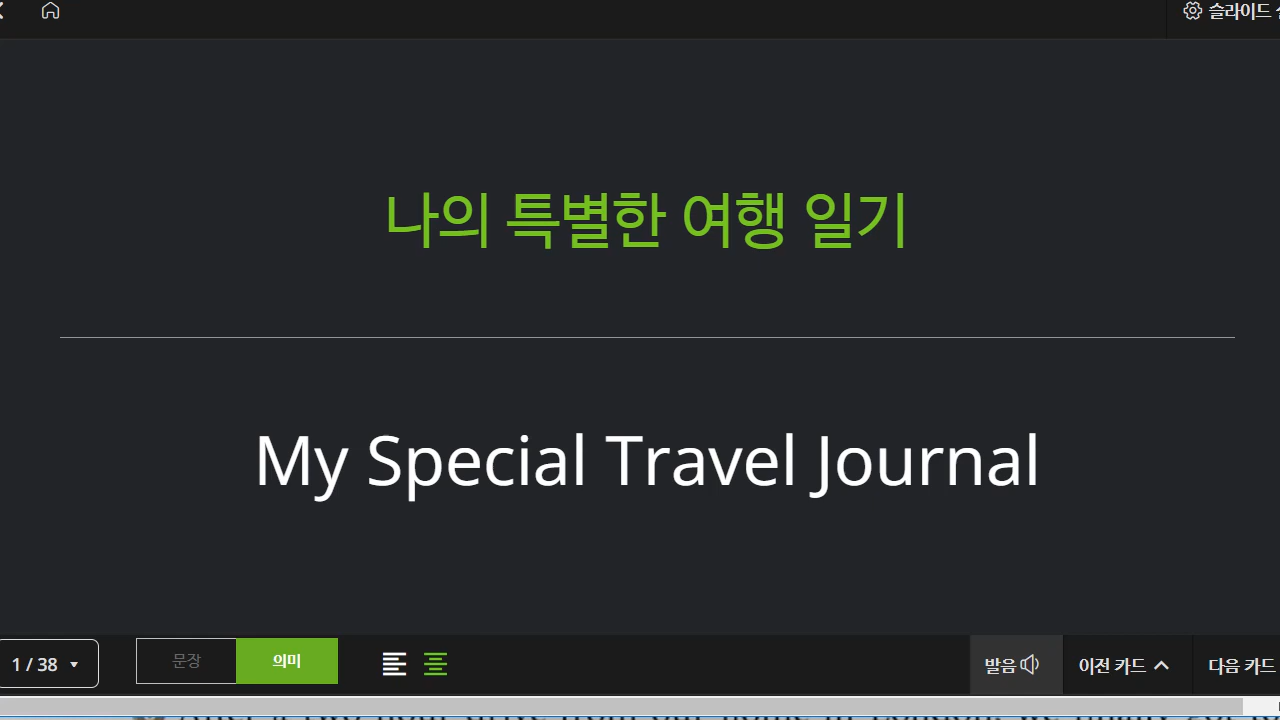 슬라이드
나의 특별한 여행 일기
My Special Travel Journal
1 / 38
문장
의미
발음
이전 카드
다음 카드